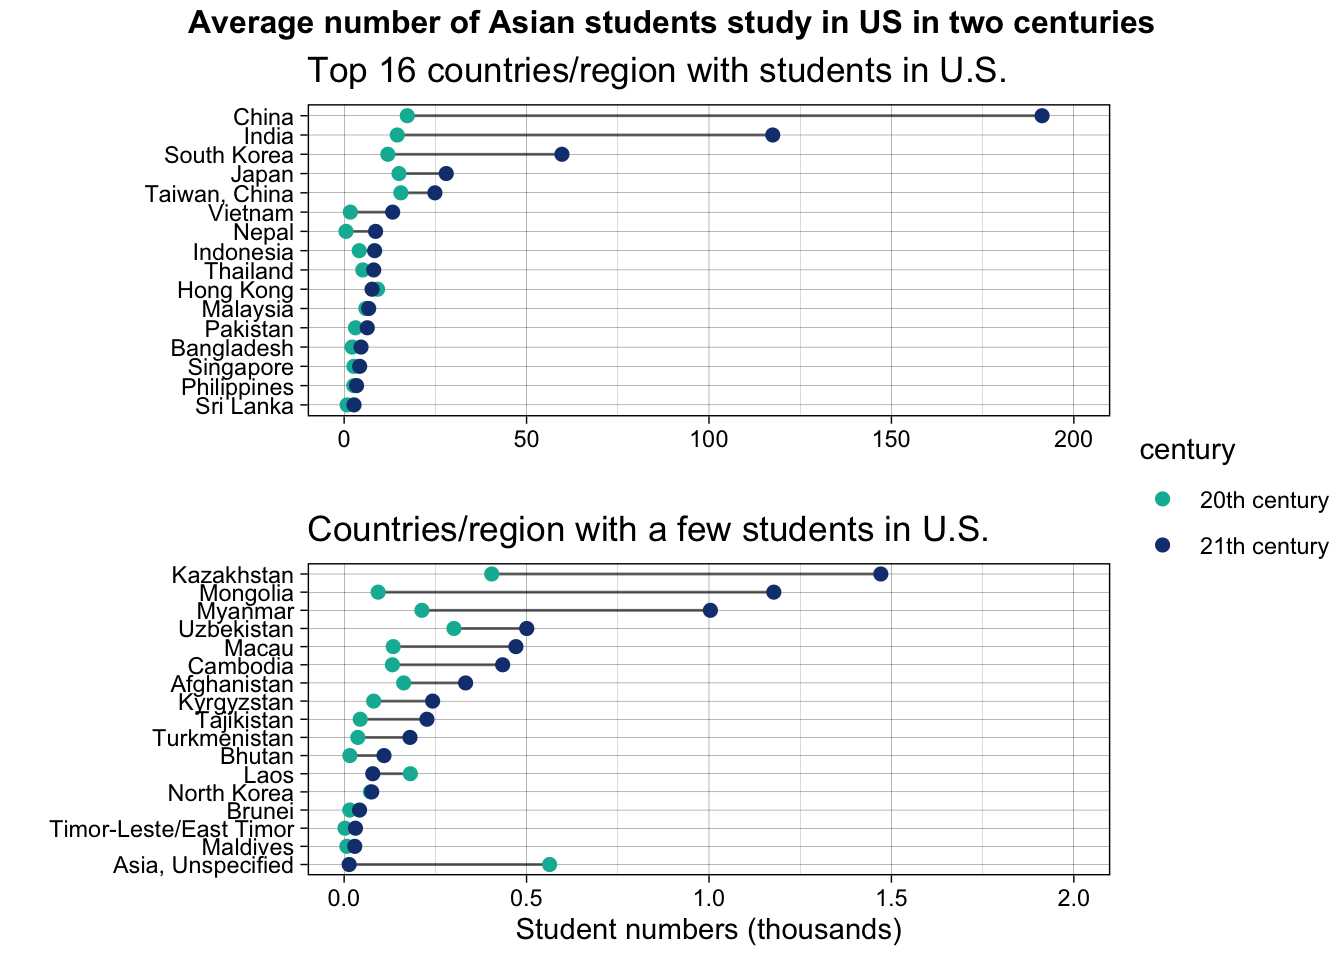 Average number of Asian students study in US in two centuries
Top 16 countries/region with students in U.S.
China
India
South Korea
Japan
Taiwan, China
Vietnam
Nepal
Indonesia
Thailand
Hong Kong
Malaysia
Pakistan
Bangladesh
Singapore
Philippines
Sri Lanka
0 50 100 150 200
century
20th century
21th century
Countries/region with a few students in U.S.
Kazakhstan
Mongolia
Myanmar
Uzbekistan
Macau
Cambodia
Afghanistan
Kyrgyzstan
Tajikistan
Turkmenistan
Bhutan
Laos
North Korea
Brunei
Timor-Leste/East Timor
Maldives
Asia, Unspecified
0.0 0.5 1.0 1.5 2.0
Student numbers (thousands)